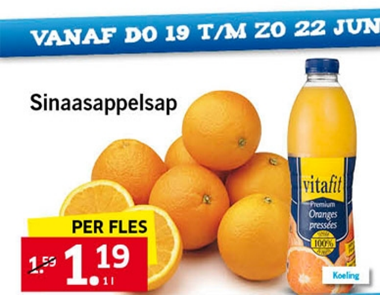 VANAF DO 19 T/M ZO 22 JUN
Sinaasappelsap
vitafit
Premium
Oranges
pressées
100%
PER FLES
1.59
1.19
1 l
Koeling